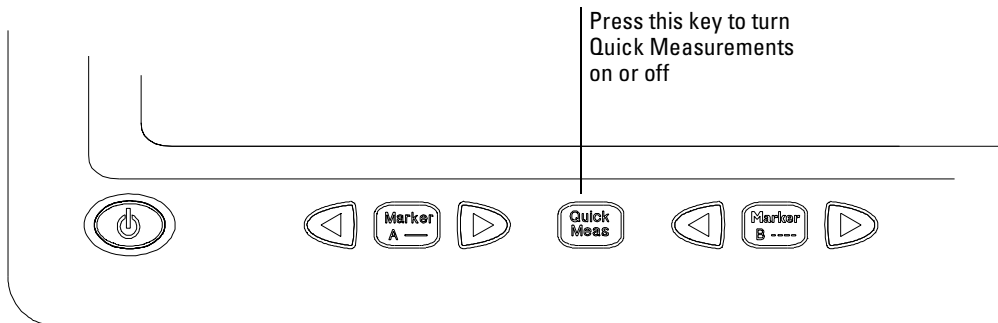 Press this key to turn
Quick Measurements
on or off
Marker
A —
Quick
Meas
Marker
B ----